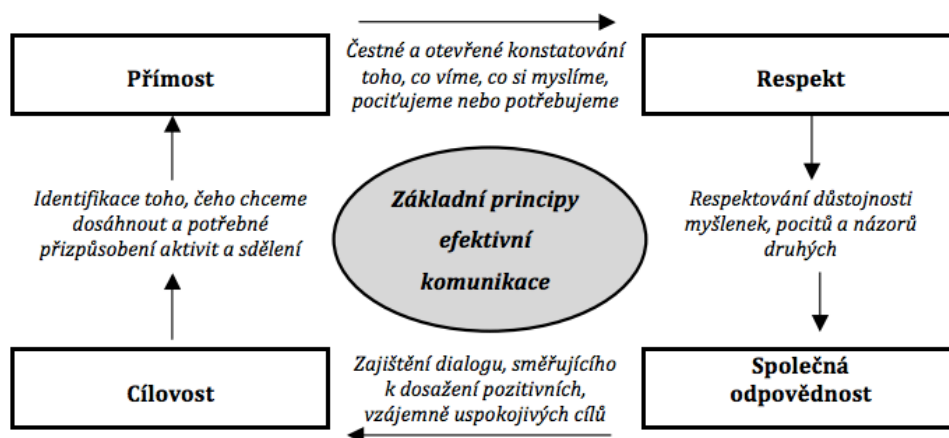 Přímost
Čestné a otevřené konstatování
toho, co víme, co si myslíme,
pociťujeme nebo potřebujeme
Respekt
Identifikace toho, čeho chceme
dosáhnout a potřebné
přizpůsobení aktivit a sdělení
Základní principy
efektivní
komunikace
Respektování důstojnosti
myšlenek, pocitů a názorů
druhých
Cílovost
Zajištění dialogu, směřujícího
k dosažení pozitivních,
vzájemně uspokojivých cílů
Společná
odpovědnost